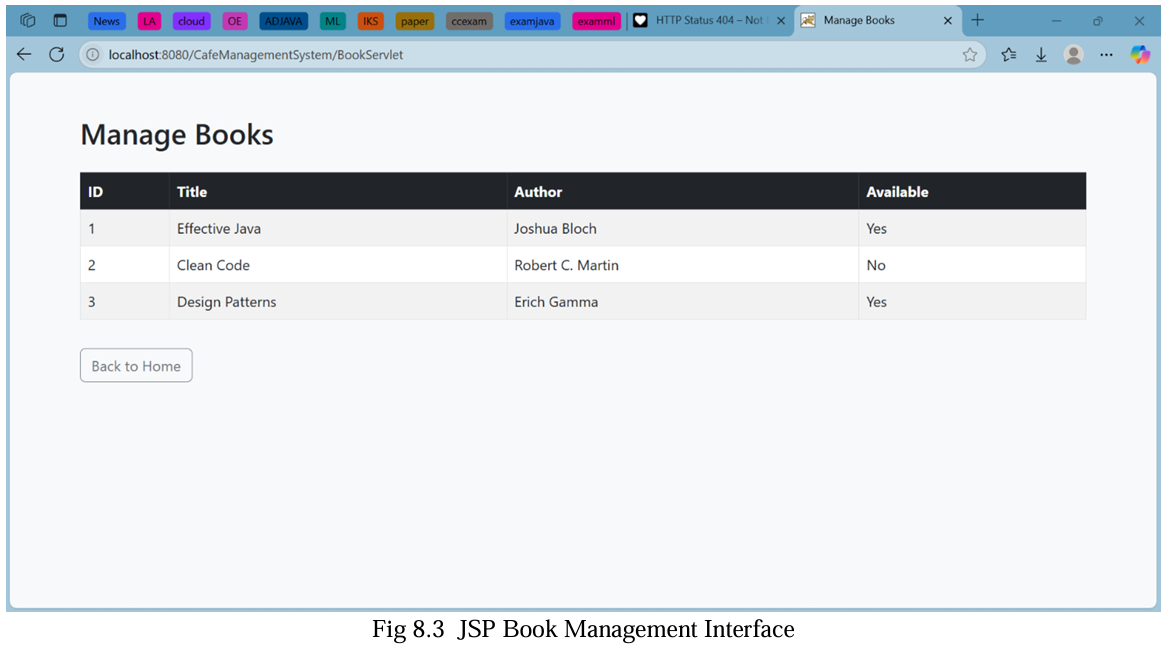 News LA cloud OE ADJAVA ML IKS paper ccexam examjava examml HTTP Status 404 – Not Manage Books
localhost:8080/CafeManagementSystem/BookServlet
Manage Books
ID Title Author Available
1 Effective Java Joshua Bloch Yes
2 Clean Code Robert C. Martin No
3 Design Patterns Erich Gamma Yes
Back to Home
Fig 8.3 JSP Book Management Interface